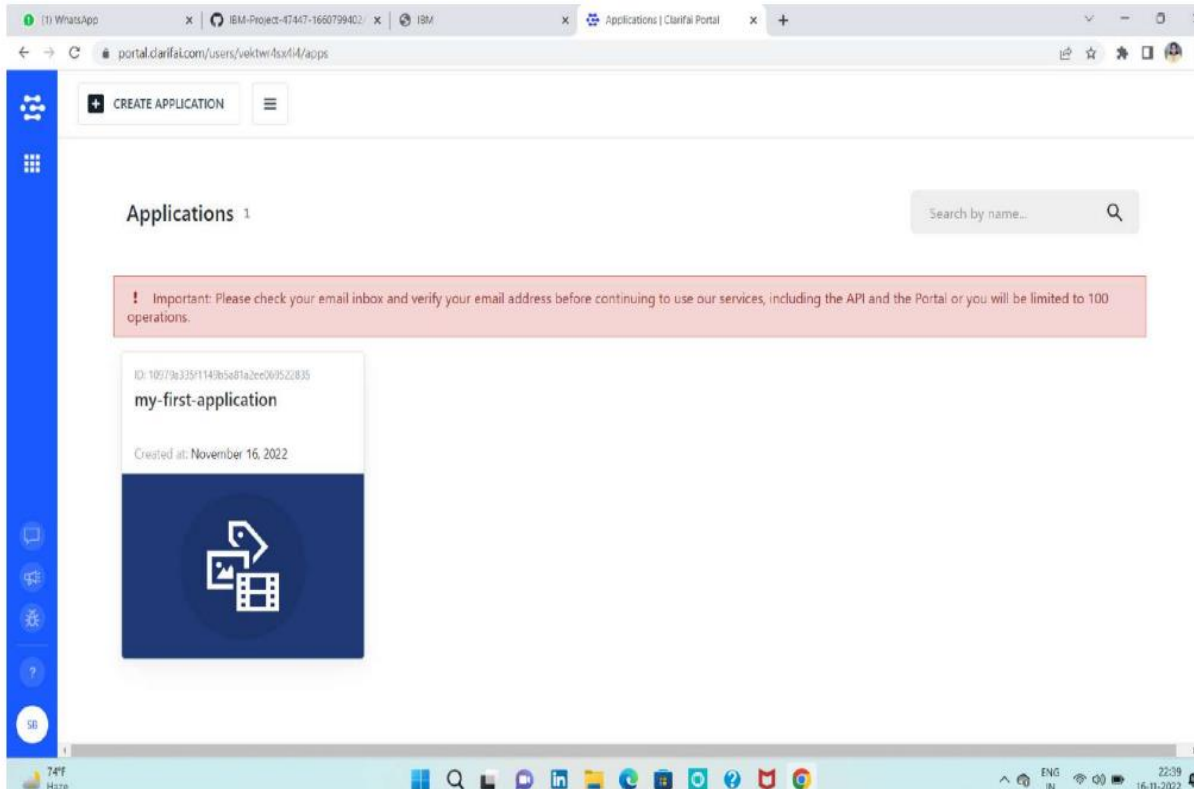 (1) WhatsApp
IBM-Project-47447-1660799402/
IBM
Applications | Clarifai Portal
portal.clarifai.com/users/vektwr4sx4i4/apps
CREATE APPLICATION
Applications 1
Search by name...
! Important: Please check your email inbox and verify your email address before continuing to use our services, including the API and the Portal or you will be limited to 100
operations.
my-first-application
Created at: November 16, 2022
?
SB
74°F
Haze
ENG
IN
22:39
16-11-2022